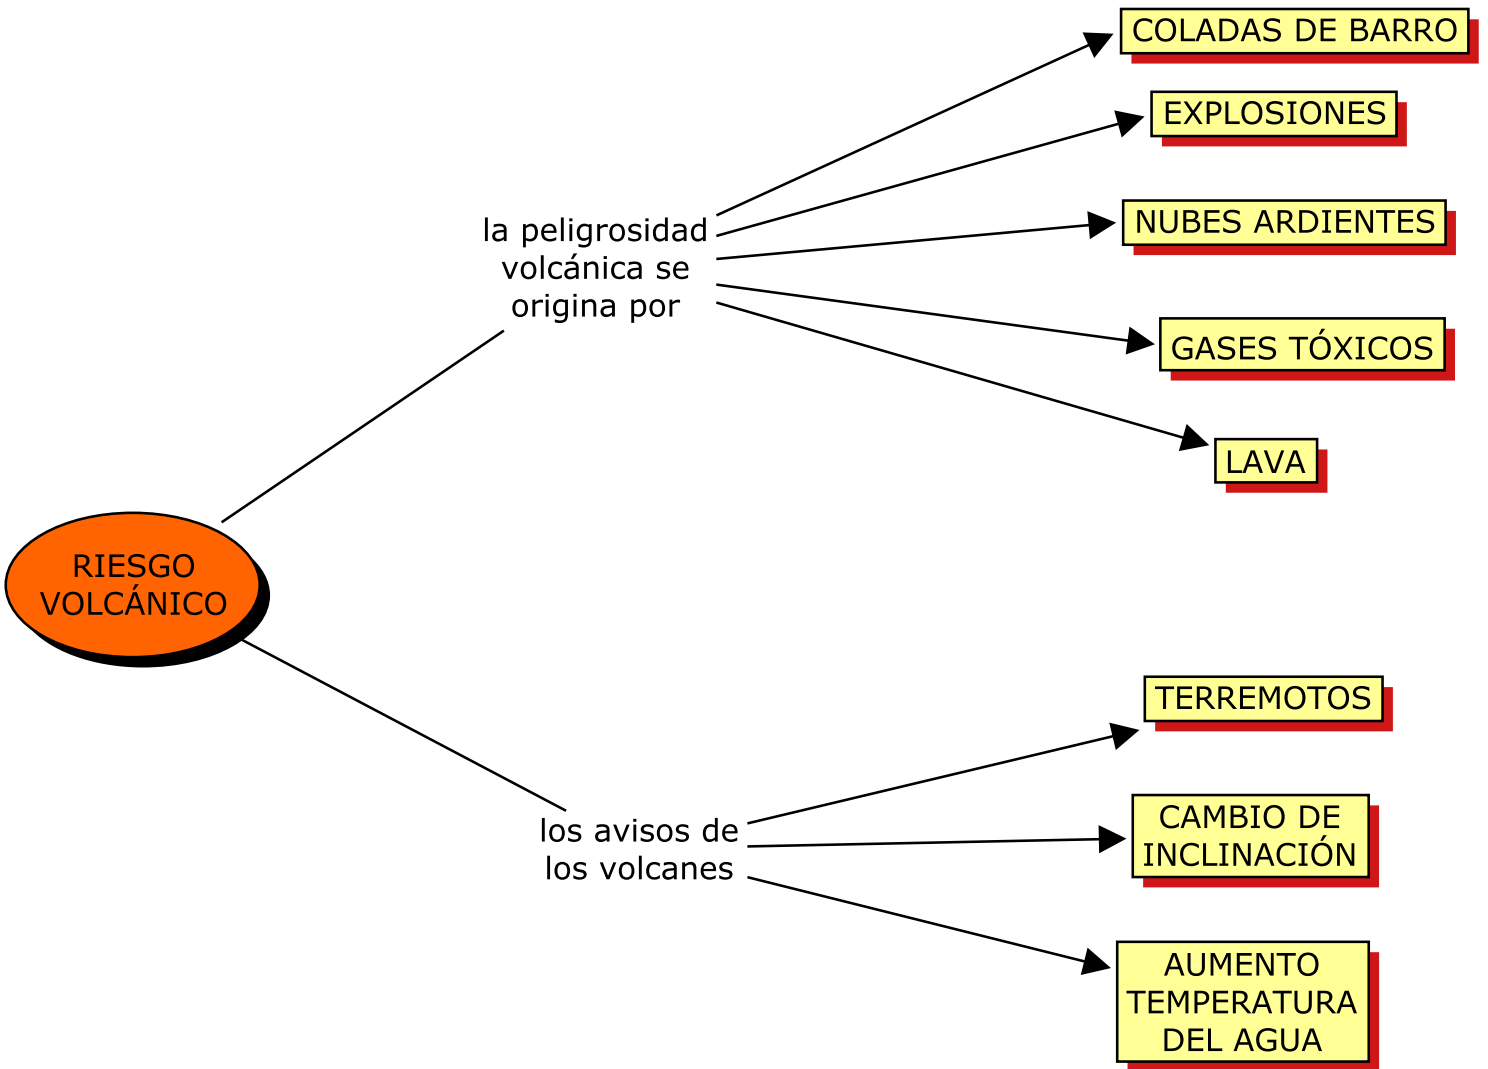 COLADAS DE BARRO
EXPLOSIONES
NUBES ARDIENTES
GASES TÓXICOS
LAVA
la peligrosidad
volcánica se
origina por
RIESGO
VOLCÁNICO
los avisos de
los volcanes
TERREMOTOS
CAMBIO DE
INCLINACIÓN
AUMENTO
TEMPERATURA
DEL AGUA